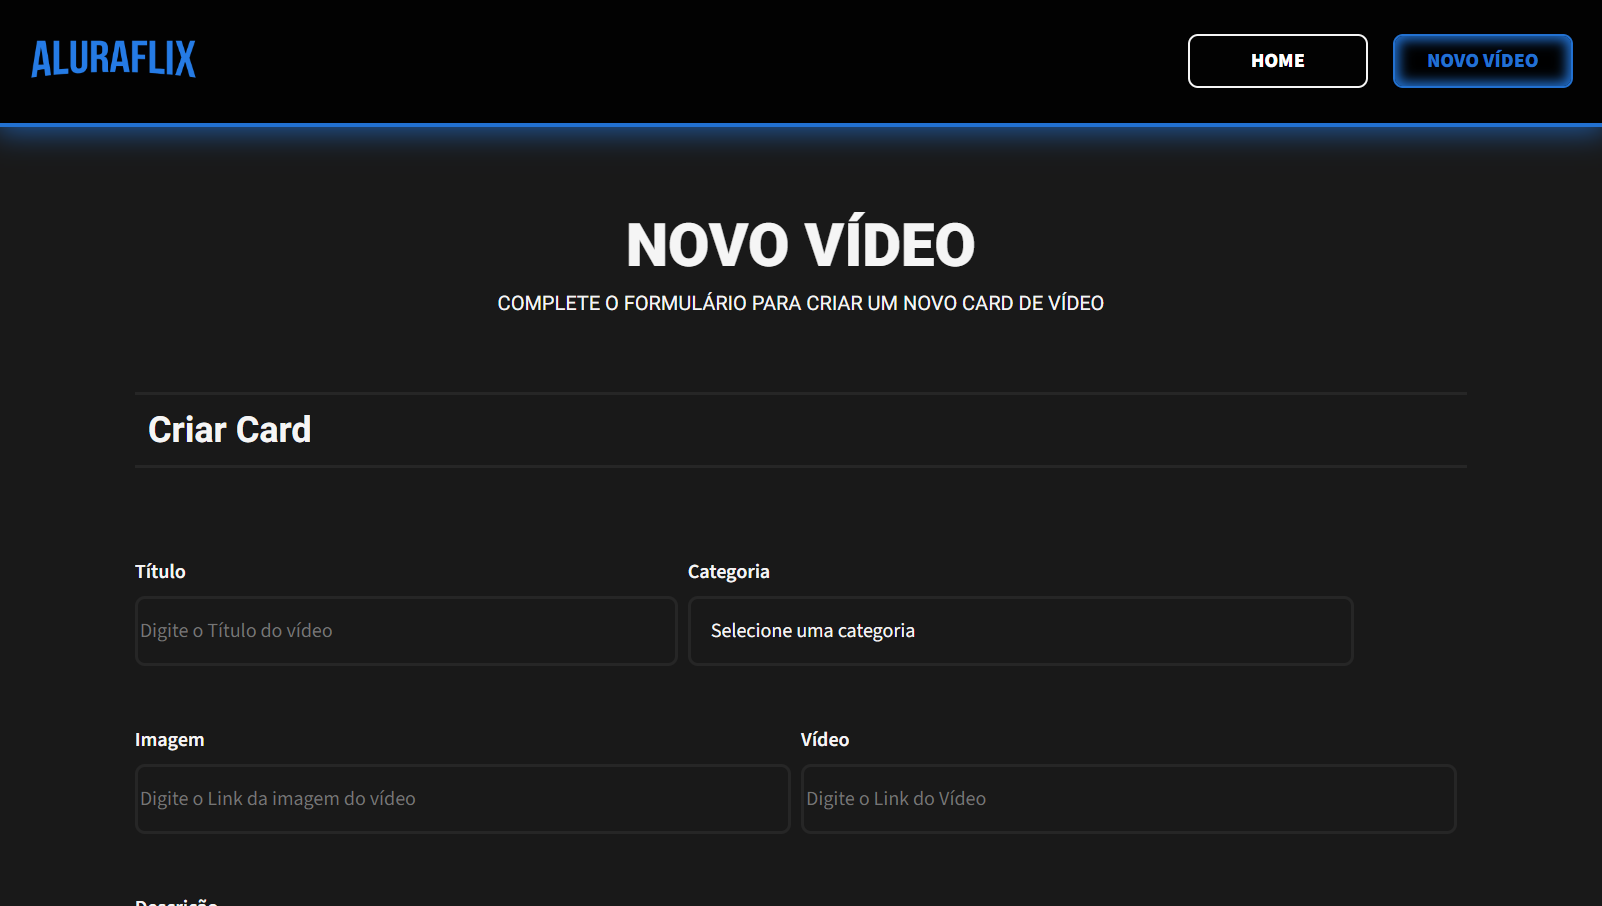 ALURAFLIX
HOME
NOVO VÍDEO
NOVO VÍDEO
COMPLETE O FORMULÁRIO PARA CRIAR UM NOVO CARD DE VÍDEO
Criar Card
Título
Categoria
Digite o Título do vídeo
Selecione uma categoria
Imagem
Vídeo
Digite o Link da imagem do vídeo
Digite o Link do Vídeo
Descrição